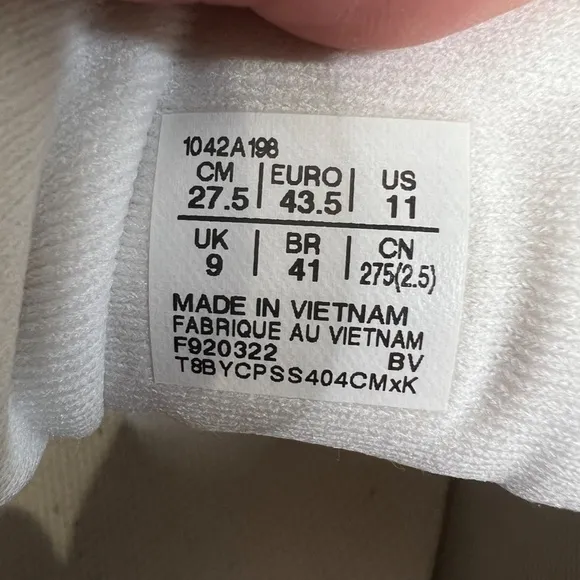 1042A198
CM | EURO | US
27.5 | 43.5 | 11
UK | BR | CN
9 | 41 | 275(2.5)
MADE IN VIETNAM
FABRIQUE AU VIETNAM
F920322 BV
T8BYCPSS404CMxK